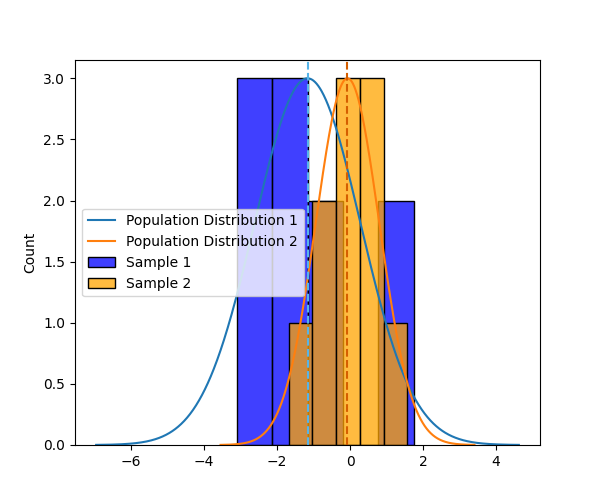 3.0
2.5
2.0
1.5
1.0
0.5
0.0
Count
Population Distribution 1
Population Distribution 2
Sample 1
Sample 2
−6 −4 −2 0 2 4